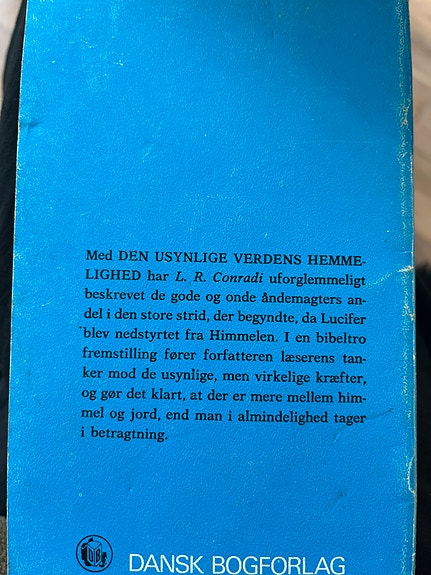 Med DEN USYNLIGE VERDENS HEMME-
LIGHED har L. R. Conradi uforglemmeligt
beskrevet de gode og onde åndemagters an-
del i den store strid, der begyndte, da Lucifer
blev nedstyrtet fra Himmelen. I en bibeltro
fremstilling fører forfatteren læserens tan-
ker mod de usynlige, men virkelige kræfter,
og gør det klart, at der er mere mellem him-
mel og jord, end man i almindelighed tager
i betragtning.
DANSK BOGFORLAG